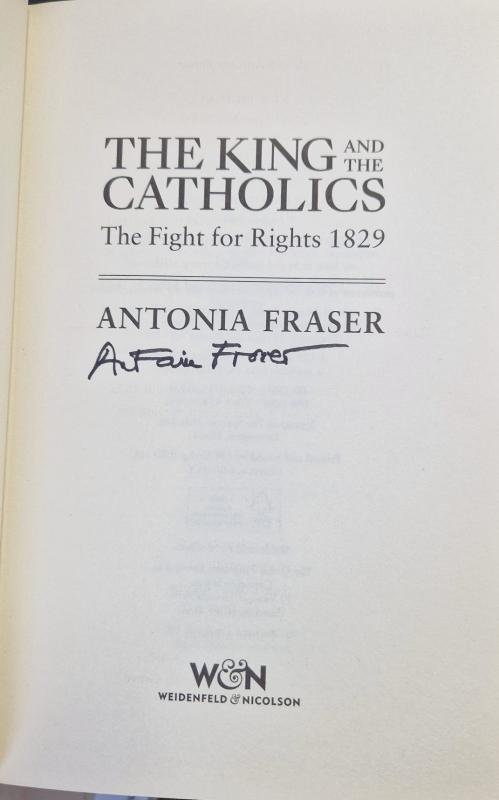 THE KING AND THE
CATHOLICS
The Fight for Rights 1829
ANTONIA FRASER
Antonia Fraser
W&N
WEIDENFELD & NICOLSON